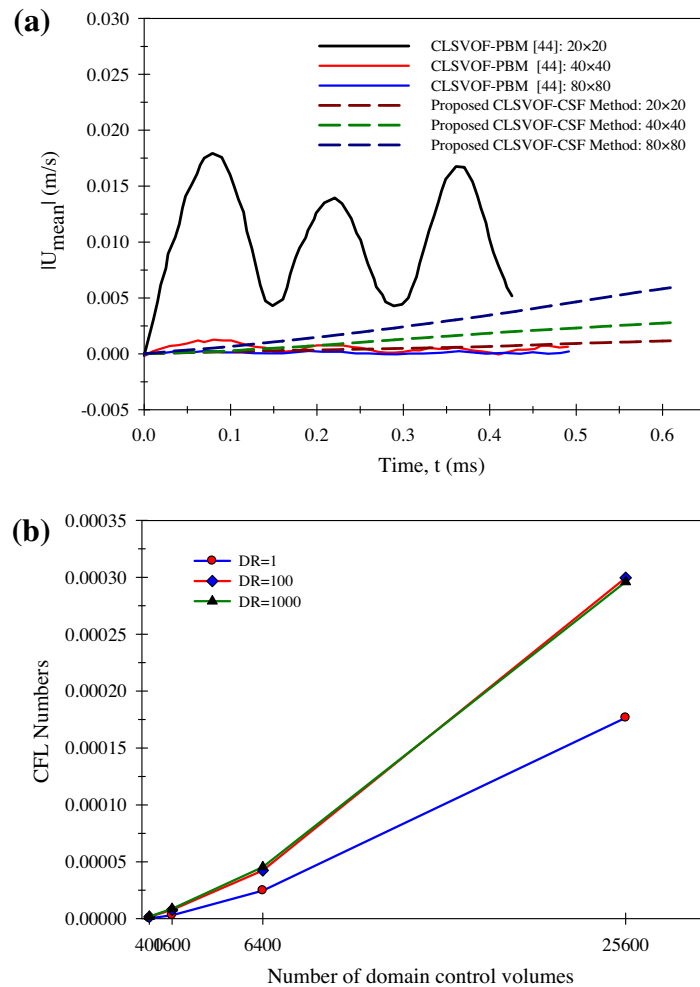 (a)
0.030
0.025
0.020
0.015
0.010
0.005
0.000
-0.005
|Umean| (m/s)
CLSVOF-PBM [44]: 20×20
CLSVOF-PBM [44]: 40×40
CLSVOF-PBM [44]: 80×80
Proposed CLSVOF-CSF Method: 20×20
Proposed CLSVOF-CSF Method: 40×40
Proposed CLSVOF-CSF Method: 80×80
0.0 0.1 0.2 0.3 0.4 0.5 0.6
Time, t (ms)
(b)
0.00035
0.00030
0.00025
0.00020
0.00015
0.00010
0.00005
0.00000
CFL Numbers
DR=1
DR=100
DR=1000
400 1600 6400 25600
Number of domain control volumes